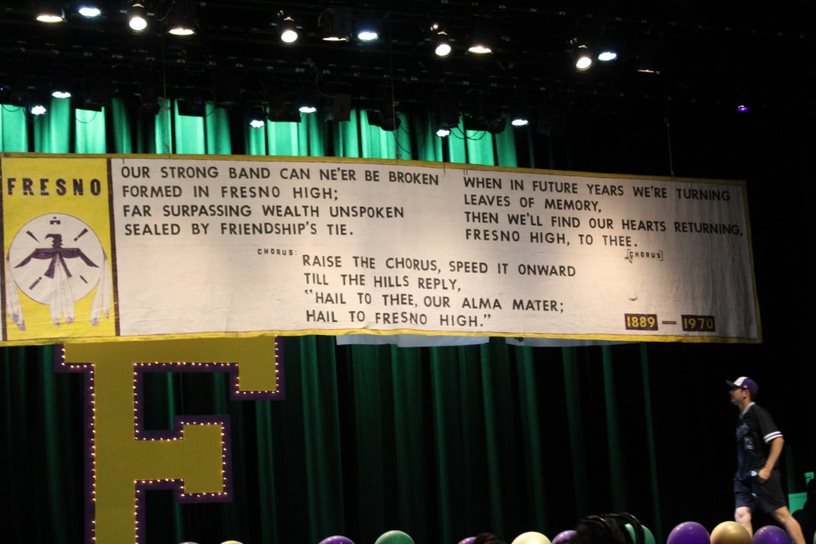 FRESNO
OUR STRONG BAND CAN NE'ER BE BROKEN
FORMED IN FRESNO HIGH;
FAR SURPASSING WEALTH UNSPOKEN
SEALED BY FRIENDSHIP'S TIE.
"WHEN IN FUTURE YEARS WE'RE TURNING
LEAVES OF MEMORY,
THEN WE'LL FIND OUR HEARTS RETURNING,
FRESNO HIGH, TO THEE.
[CHORUS]
CHORUS: RAISE THE CHORUS, SPEED IT ONWARD
TILL THE HILLS REPLY,
"HAIL TO THEE, OUR ALMA MATER;
HAIL TO FRESNO HIGH."
1889 — 1970
F